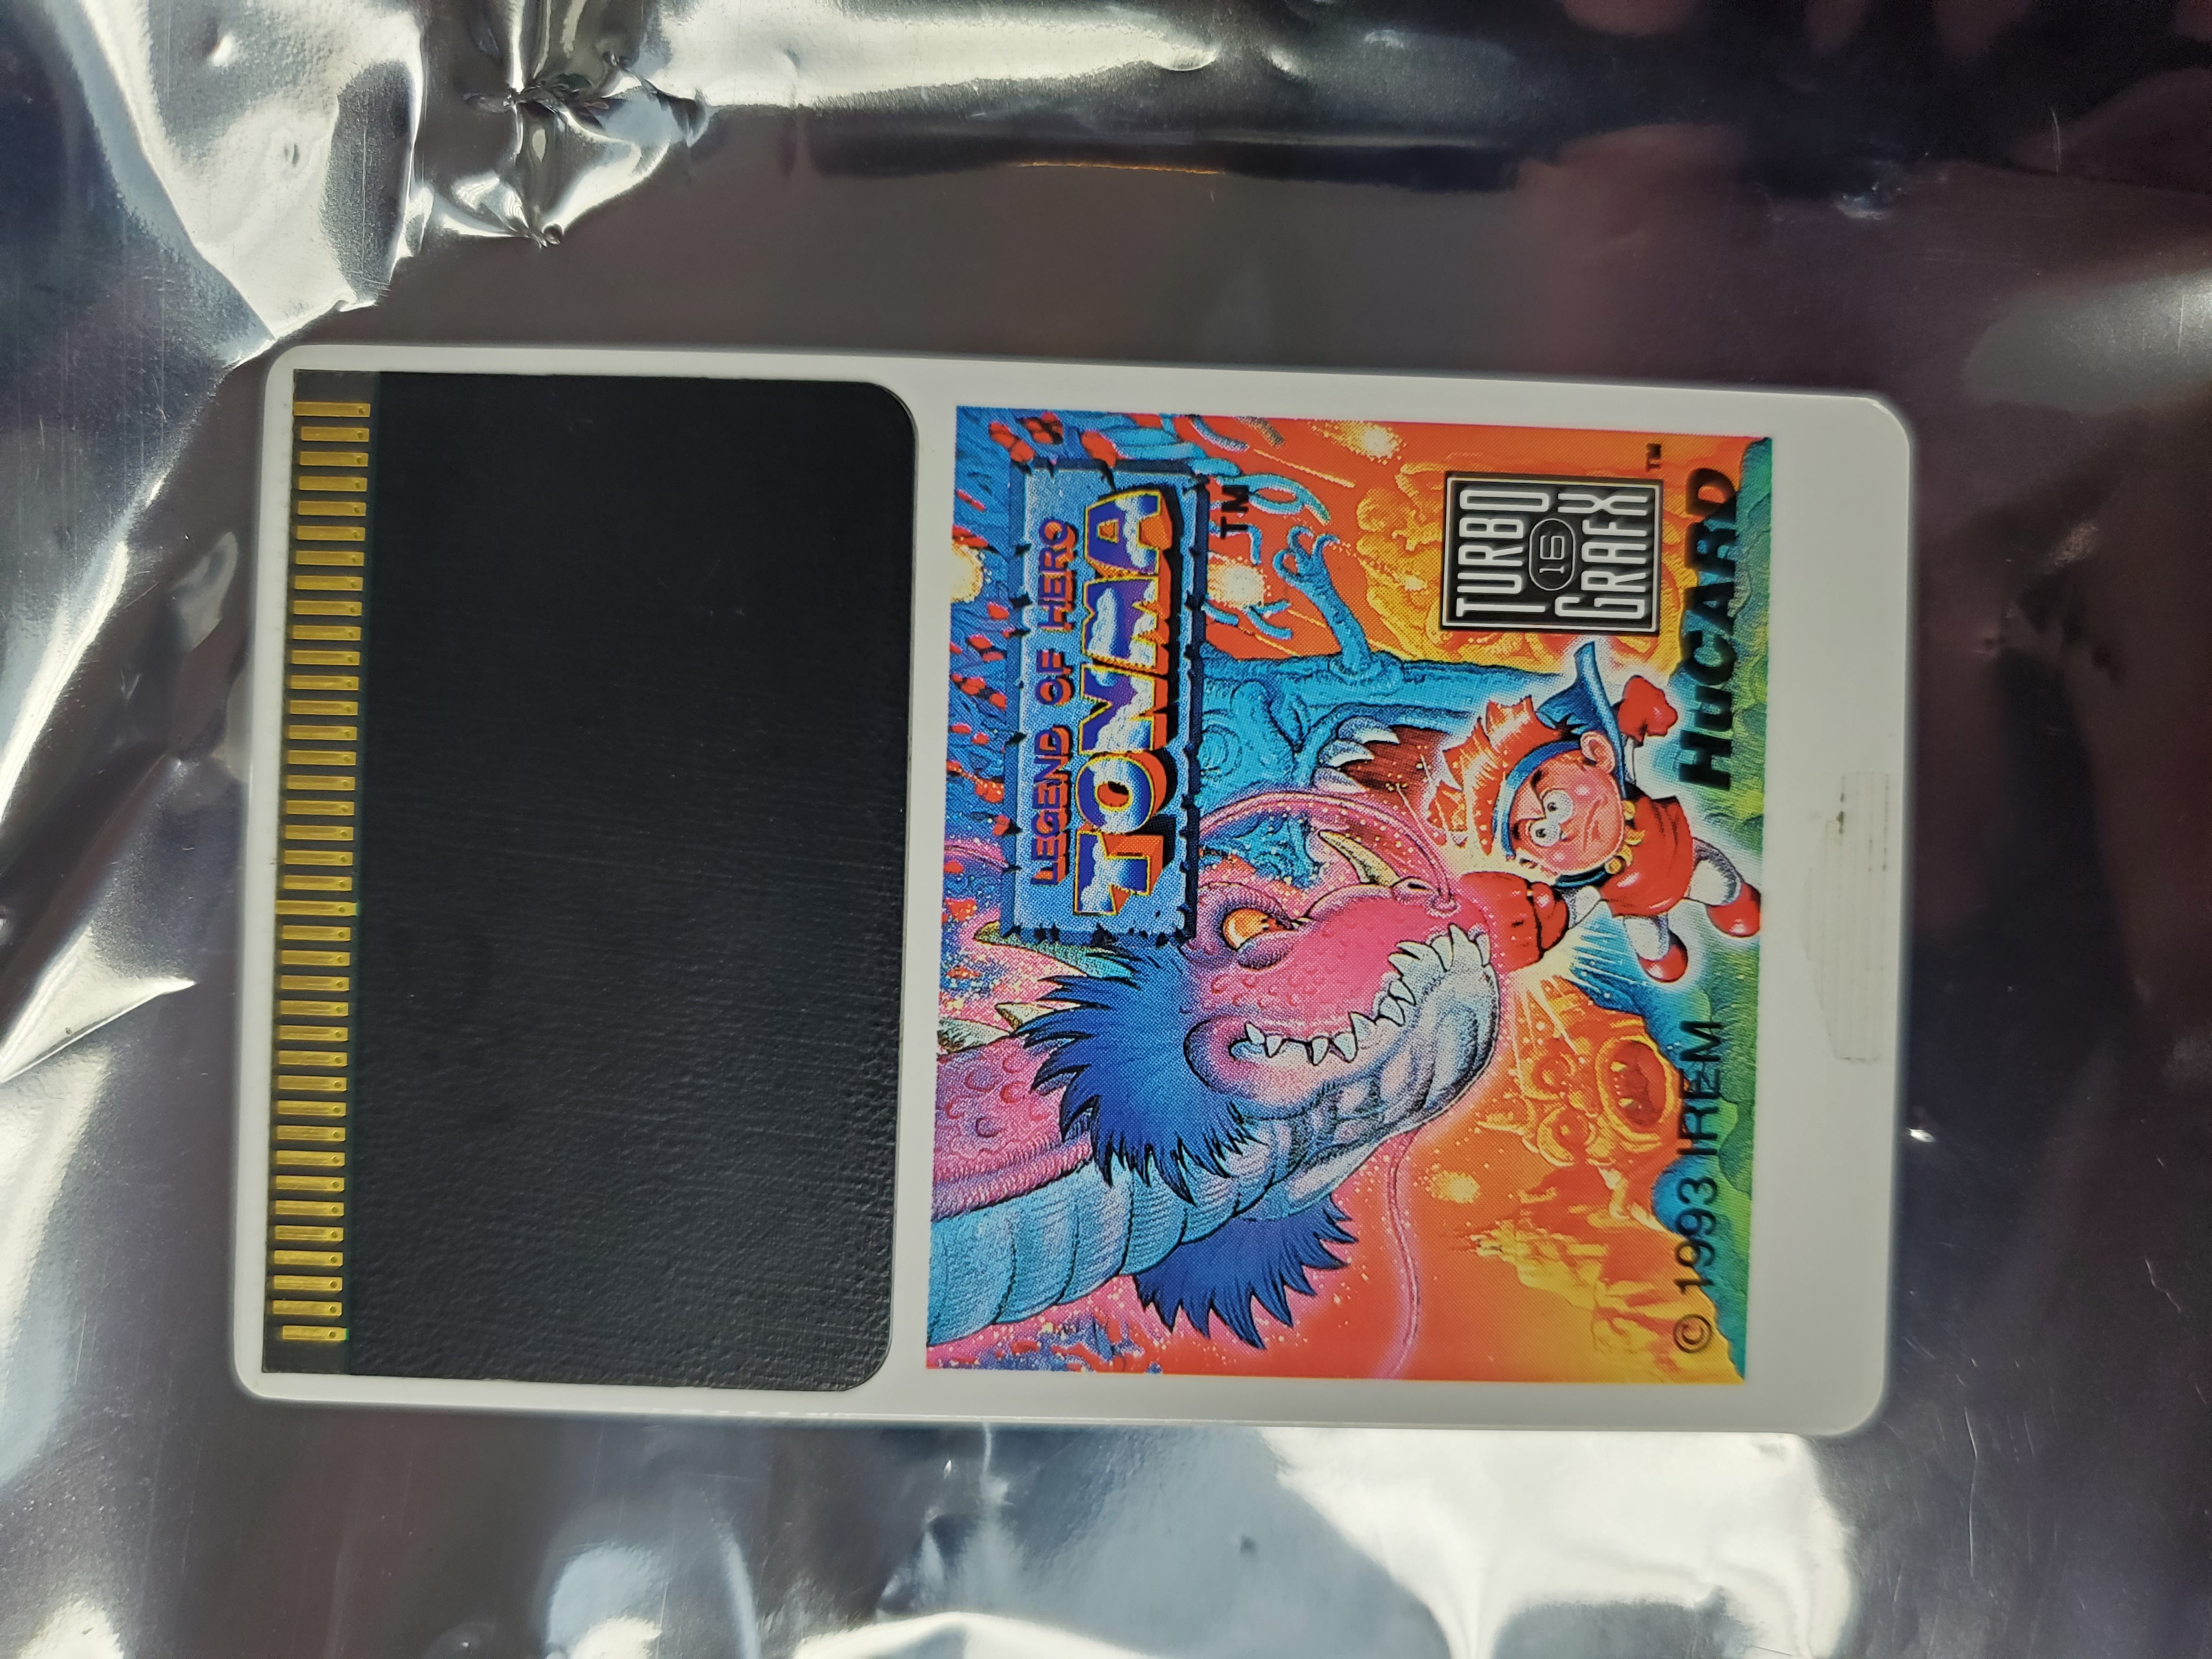 LEGEND OF HERO
TONMA
TM
TURBO
16
GRAFX
TM
© 1993 IREM
HuCARD